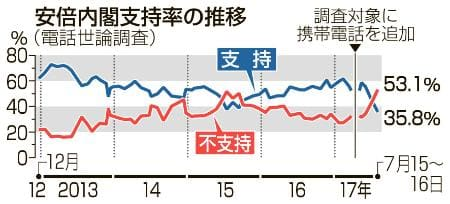 安倍内閣支持率の推移
(電話世論調査)
調査対象に
携帯電話を追加
%
80
60
40
20
0
支持
不支持
53.1%
35.8%
12月
7月15〜
16日
12 2013 14 15 16 17年